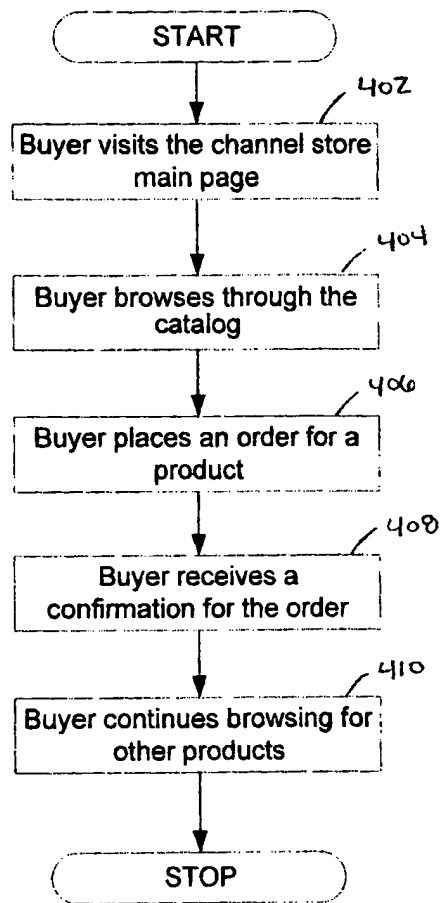 START
402
Buyer visits the channel store
main page
404
Buyer browses through the
catalog
406
Buyer places an order for a
product
408
Buyer receives a
confirmation for the order
410
Buyer continues browsing for
other products
STOP